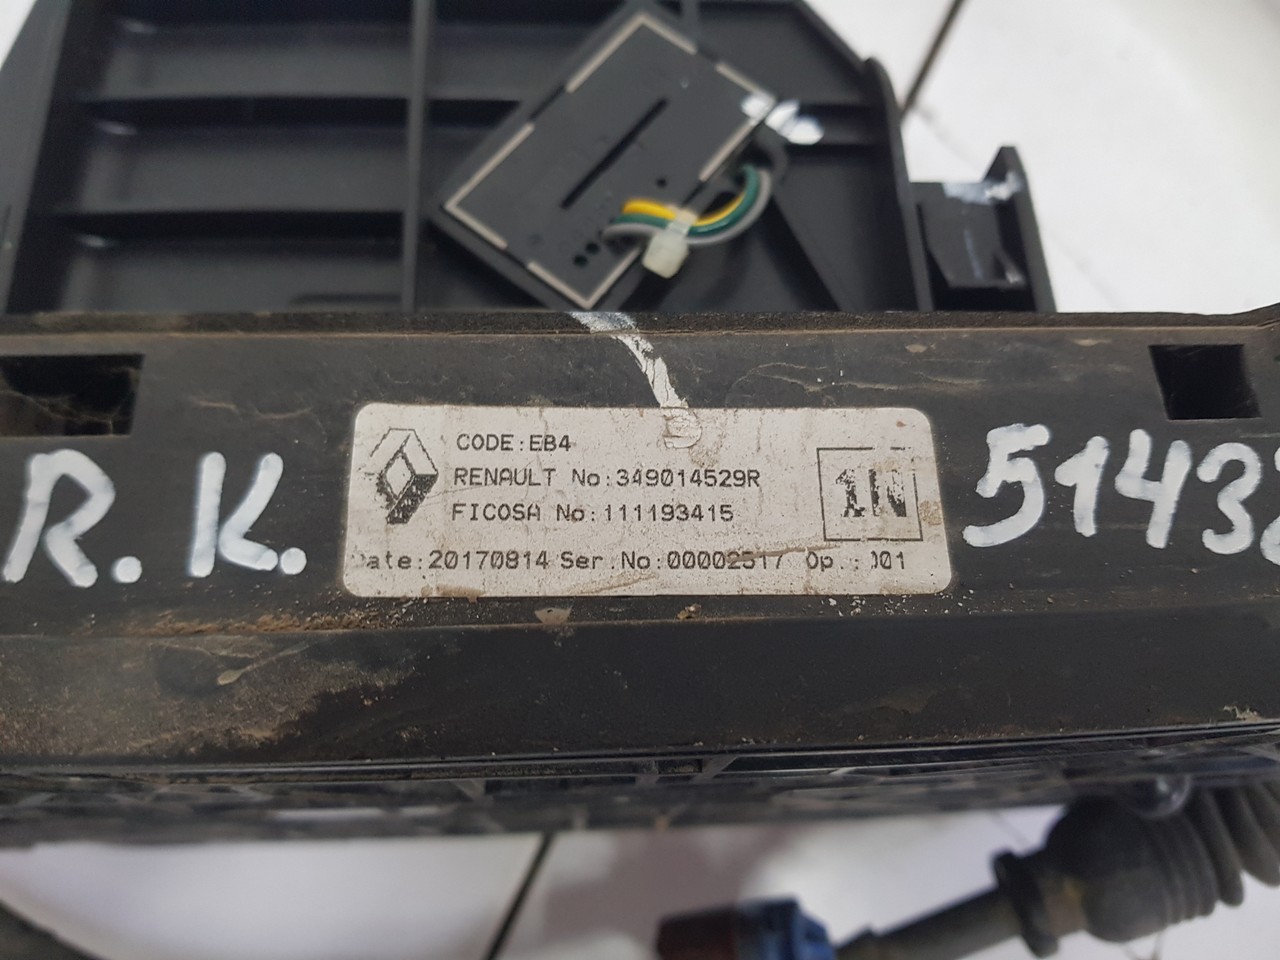 CODE:EB4
RENAULT No:349014529R
FICOSA No:111193415
1N
Date:20170814 Ser.No:00002517 Op.:001
R.K.
5143